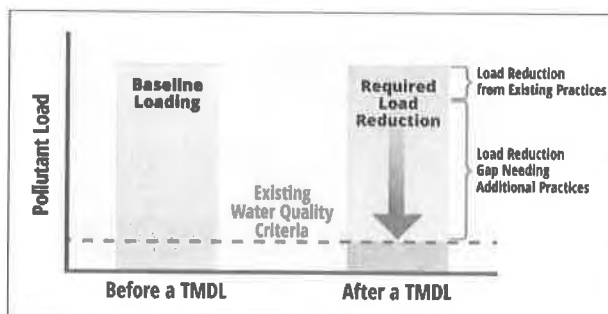 Pollutant Load
Baseline
Loading
Existing
Water Quality
Criteria
Required
Load
Reduction
Load Reduction
from Existing Practices
Load Reduction
Gap Needing
Additional Practices
Before a TMDL
After a TMDL